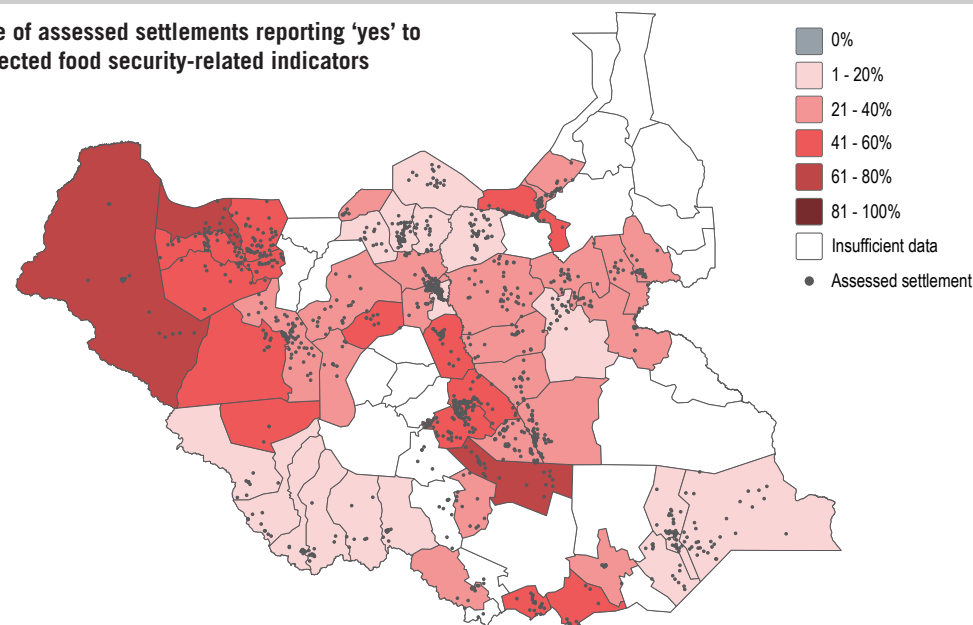 e of assessed settlements reporting ‘yes’ to
ected food security-related indicators
0%
1 - 20%
21 - 40%
41 - 60%
61 - 80%
81 - 100%
Insufficient data
Assessed settlement